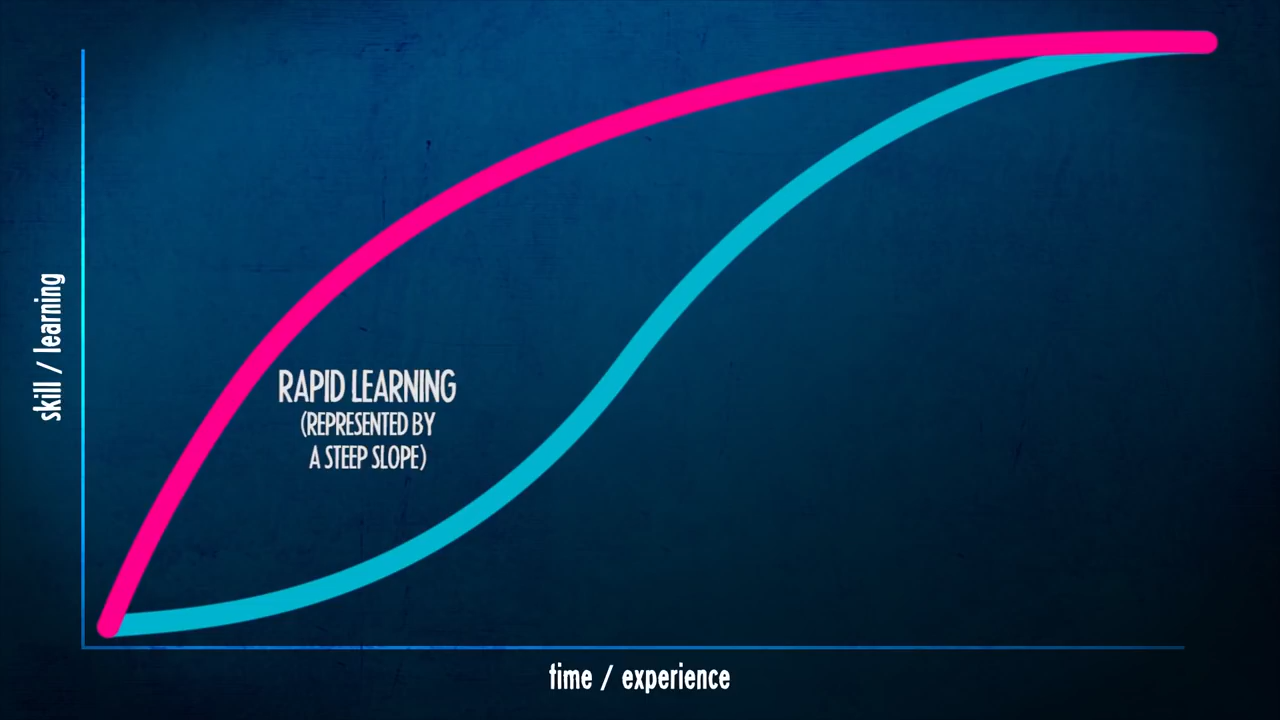 skill / learning
RAPID LEARNING
(REPRESENTED BY
A STEEP SLOPE)
time / experience